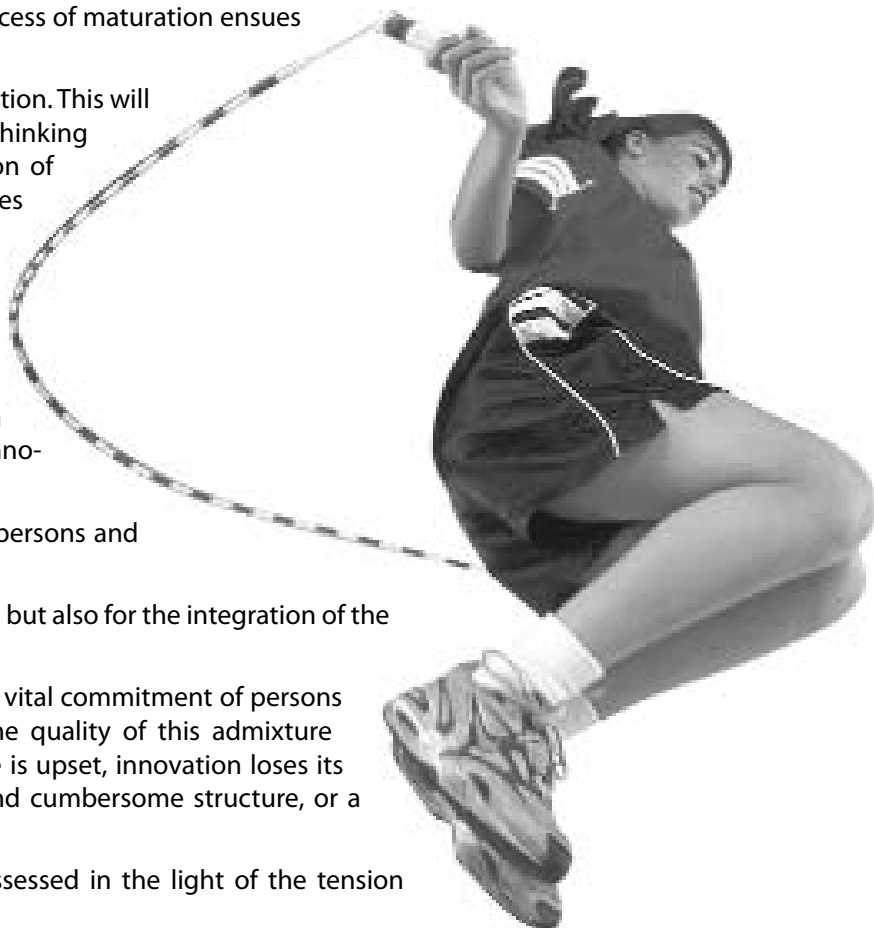 cess of maturation ensues
tion. This will
hinking
on of
es
nno-
persons and
but also for the integration of the
vital commitment of persons
he quality of this admixture
e is upset, innovation loses its
nd cumbersome structure, or a
ssessed in the light of the tension